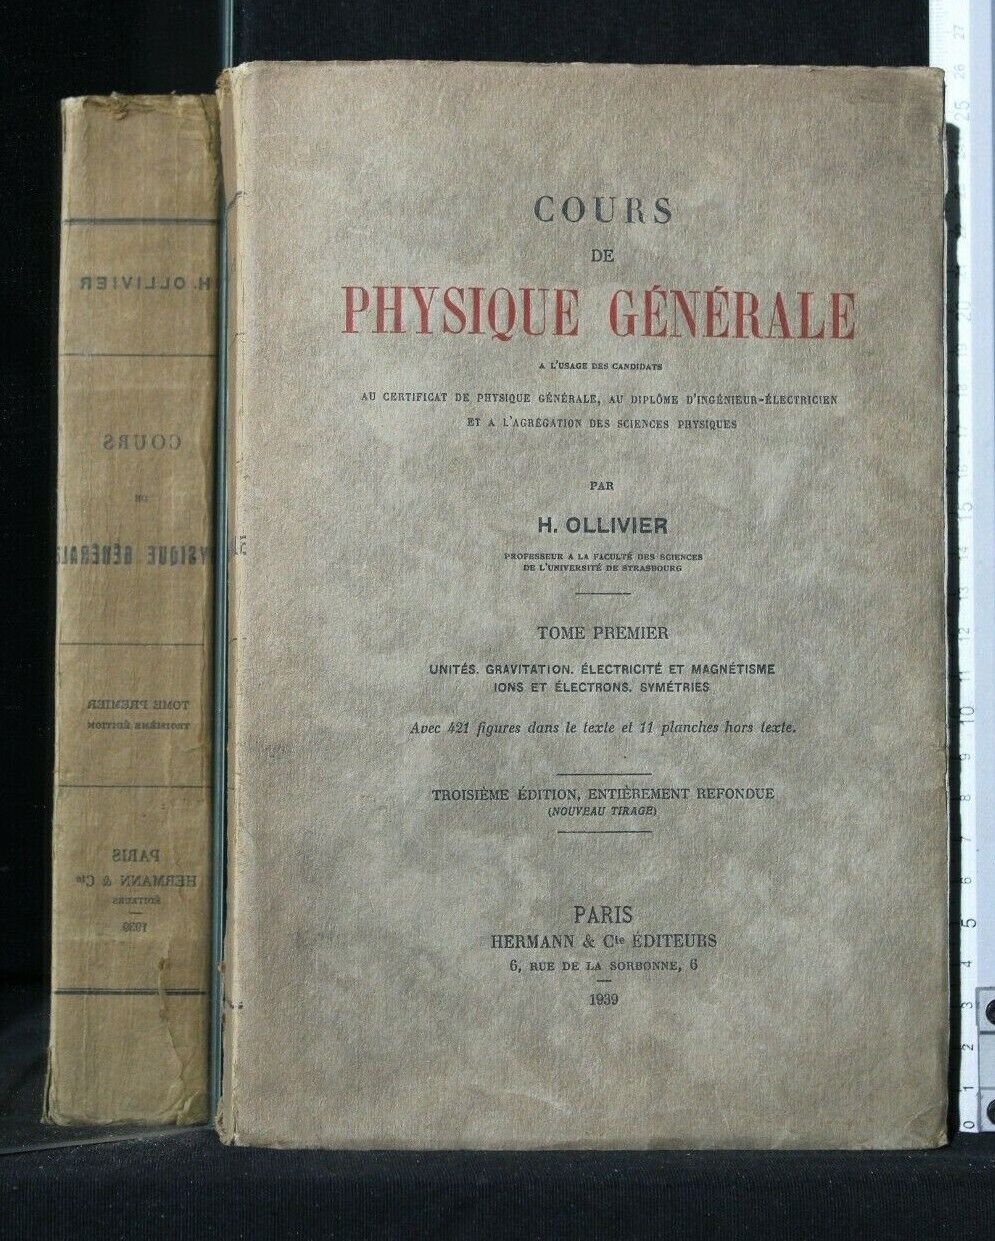 COURS
DE
PHYSIQUE GÉNÉRALE
A L'USAGE DES CANDIDATS
AU CERTIFICAT DE PHYSIQUE GÉNÉRALE, AU DIPLÔME D'INGÉNIEUR-ÉLECTRICIEN
ET A L'AGRÉGATION DES SCIENCES PHYSIQUES
PAR
H. OLLIVIER
PROFESSEUR A LA FACULTÉ DES SCIENCES
DE L'UNIVERSITÉ DE STRASBOURG
TOME PREMIER
UNITÉS. GRAVITATION. ÉLECTRICITÉ ET MAGNÉTISME
IONS ET ÉLECTRONS. SYMÉTRIES
Avec 421 figures dans le texte et 11 planches hors texte.
TROISIÈME ÉDITION, ENTIÈREMENT REFONDUE
(NOUVEAU TIRAGE)
PARIS
HERMANN & Cie ÉDITEURS
6, RUE DE LA SORBONNE, 6
1939
H. OLLIVIER
COURS
DE
PHYSIQUE GÉNÉRALE
TOME PREMIER
TROISIÈME ÉDITION
PARIS
HERMANN & Cie
ÉDITEURS
1939